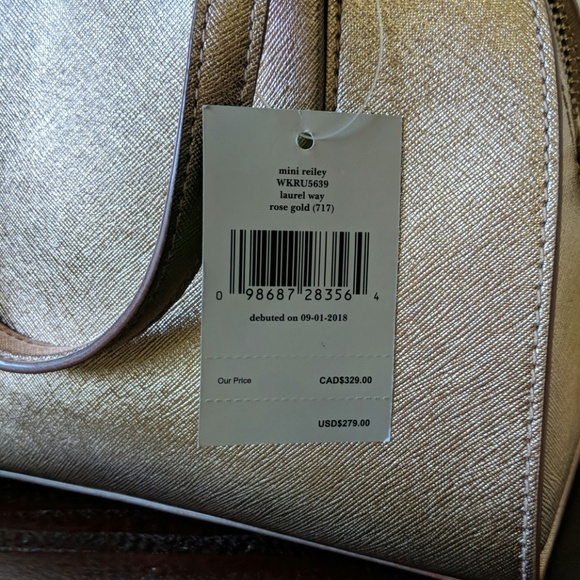 mini reiley
WKRU5639
laurel way
rose gold (717)
0 98687 28356 4
debuted on 09-01-2018
Our Price CAD$329.00
USD$279.00